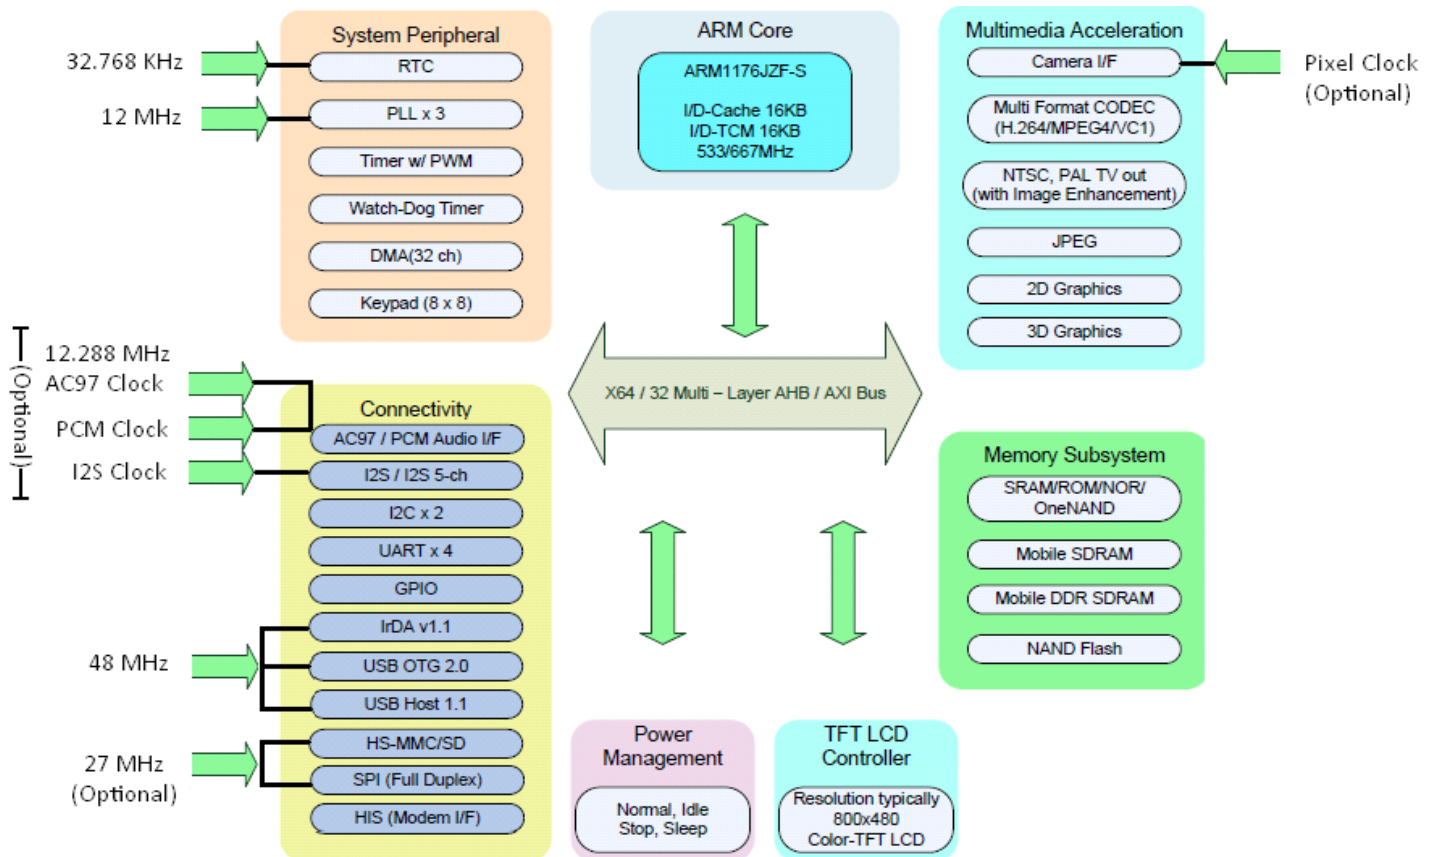 System Peripheral
32.768 KHz
RTC
12 MHz
PLL x 3
Timer w/ PWM
Watch-Dog Timer
DMA(32 ch)
Keypad (8 x 8)
ARM Core
ARM1176JZF-S
I/D-Cache 16KB
I/D-TCM 16KB
533/667MHz
Multimedia Acceleration
Camera I/F
Pixel Clock
(Optional)
Multi Format CODEC
(H.264/MPEG4/VC1)
NTSC, PAL TV out
(with Image Enhancement)
JPEG
2D Graphics
3D Graphics
X64 / 32 Multi – Layer AHB / AXI Bus
(Optional)
12.288 MHz
AC97 Clock
PCM Clock
I2S Clock
48 MHz
27 MHz
(Optional)
Connectivity
AC97 / PCM Audio I/F
I2S / I2S 5-ch
I2C x 2
UART x 4
GPIO
IrDA v1.1
USB OTG 2.0
USB Host 1.1
HS-MMC/SD
SPI (Full Duplex)
HIS (Modem I/F)
Memory Subsystem
SRAM/ROM/NOR/
OneNAND
Mobile SDRAM
Mobile DDR SDRAM
NAND Flash
Power
Management
Normal, Idle
Stop, Sleep
TFT LCD
Controller
Resolution typically
800x480
Color-TFT LCD